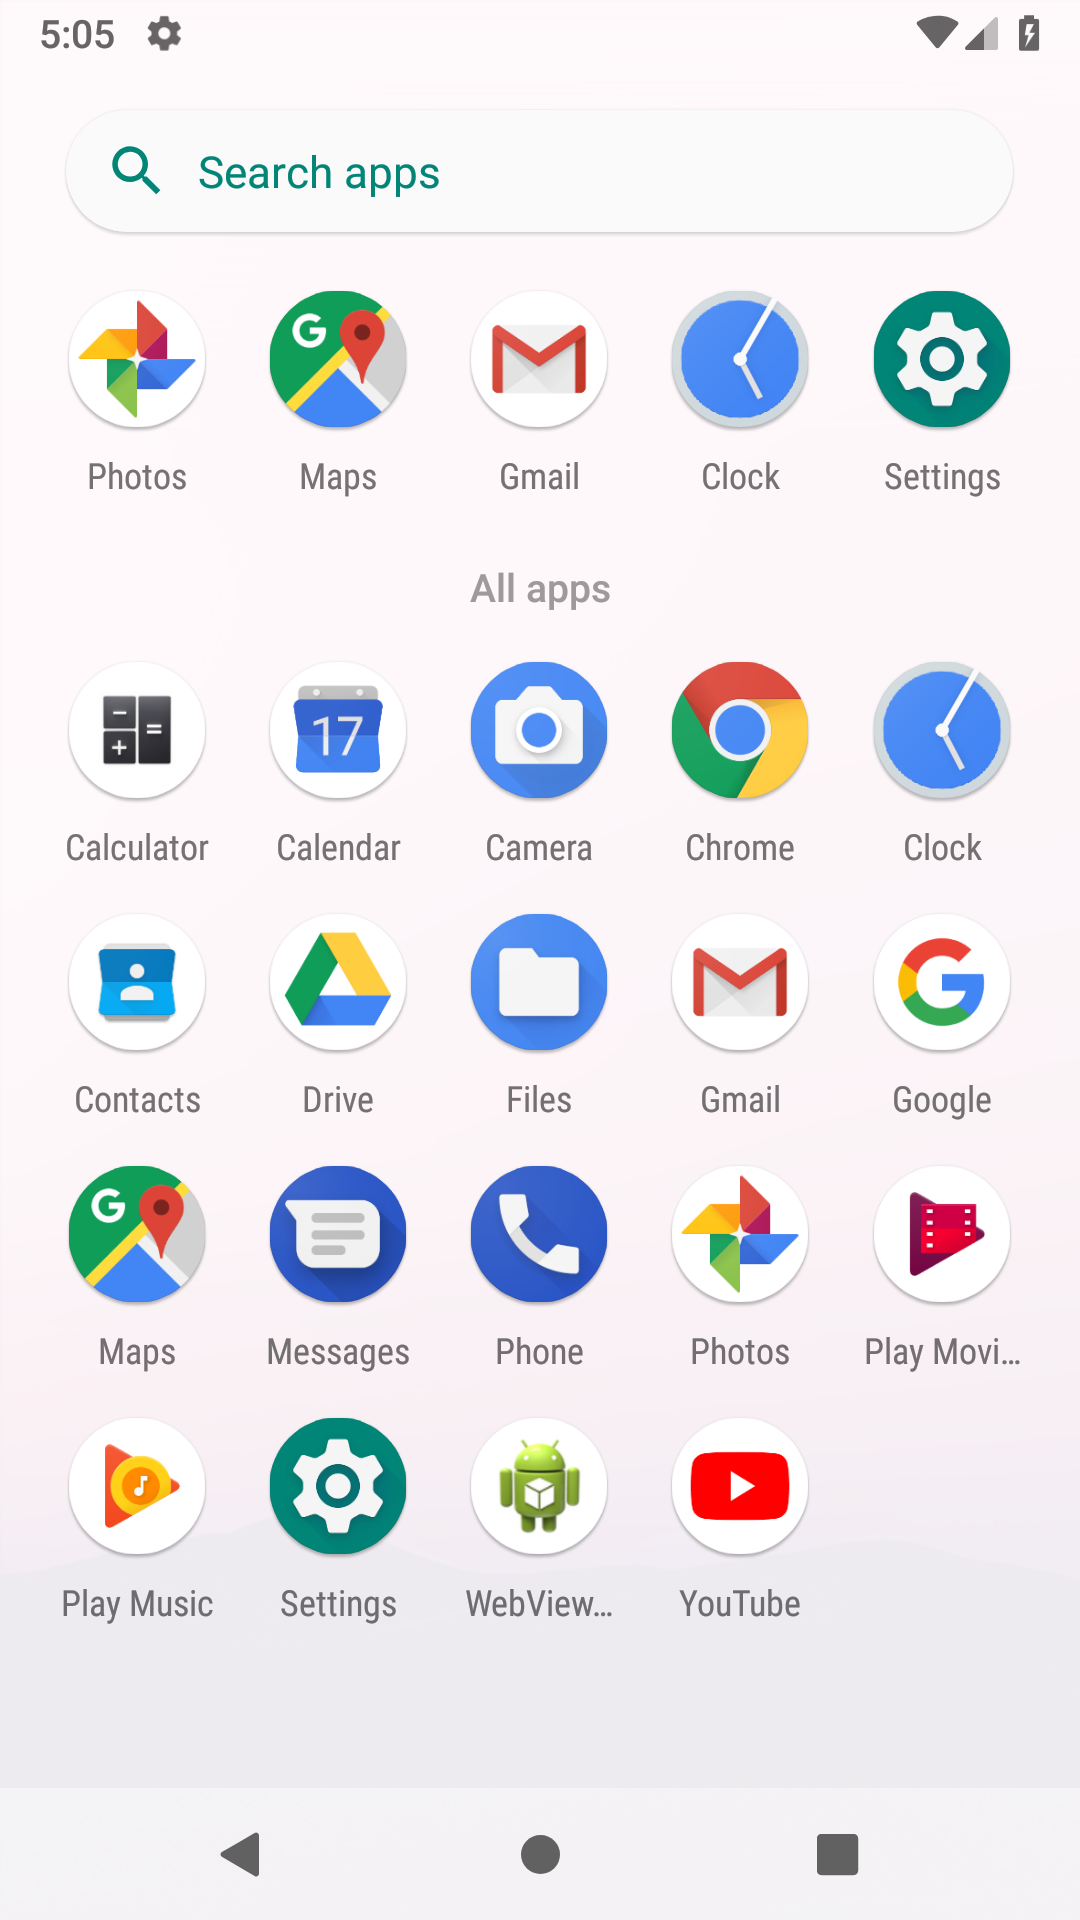 5:05
Search apps
Photos Maps Gmail Clock Settings
All apps
17
Calculator Calendar Camera Chrome Clock
Contacts Drive Files Gmail Google
Maps Messages Phone Photos Play Movi...
Play Music Settings WebView... YouTube